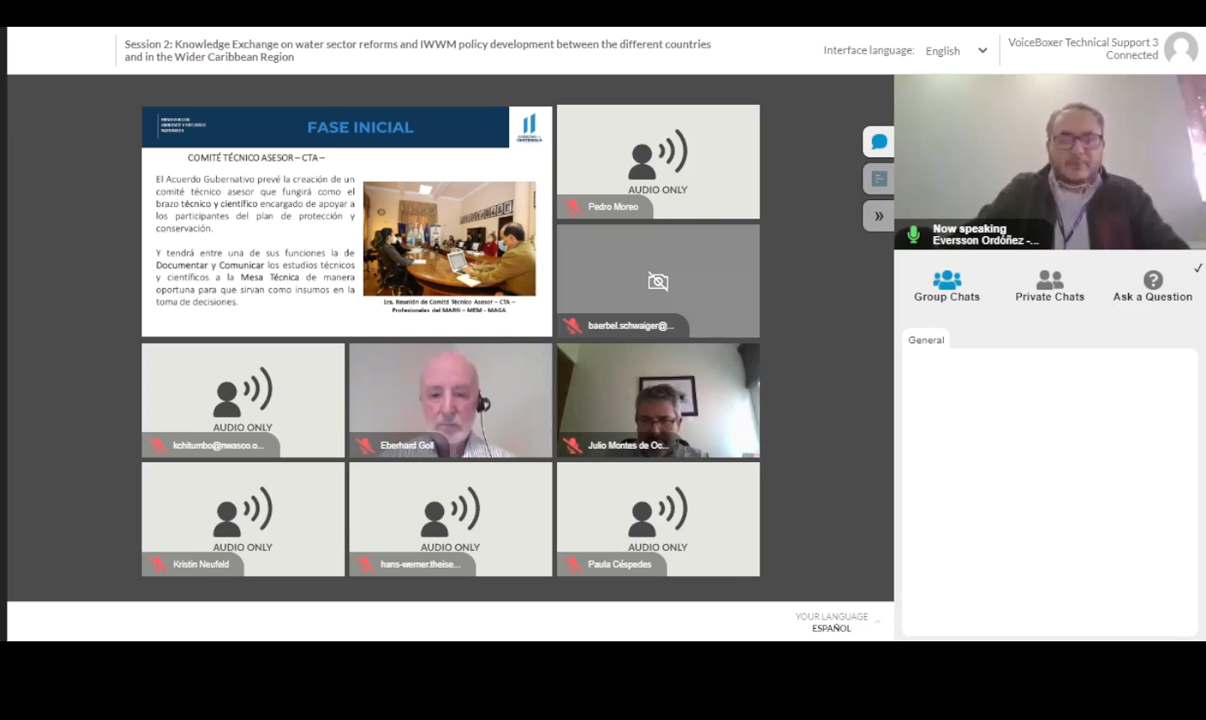 Session 2: Knowledge Exchange on water sector reforms and IWWM policy development between the different countries
and in the Wider Caribbean Region
Interface language: English
VoiceBoxer Technical Support 3
Connected
FASE INICIAL
COMITÉ TÉCNICO ASESOR – CTA –
El Acuerdo Gubernativo prevé la creación de un
comité técnico asesor que fungirá como el
brazo técnico y científico encargado de apoyar a
los participantes del plan de protección y
conservación.
Y tendrá entre una de sus funciones la de
Documentar y Comunicar los estudios técnicos
y científicos a la Mesa Técnica de manera
oportuna para que sirvan como insumos en la
toma de decisiones.
1ra. Reunión de Comité Técnico Asesor – CTA –
Profesionales del MARN – MEM - MAGA
AUDIO ONLY
Pedro Moreo
baerbel.schwaiger@...
Now speaking
Eversson Ordóñez -...
Group Chats
Private Chats
Ask a Question
General
AUDIO ONLY
kchitumbo@nwasco.o...
Eberhard Goll
Julio Montes de Oc...
AUDIO ONLY
Kristin Neufeld
AUDIO ONLY
hans-werner.theise...
AUDIO ONLY
Paula Céspedes
YOUR LANGUAGE
ESPAÑOL